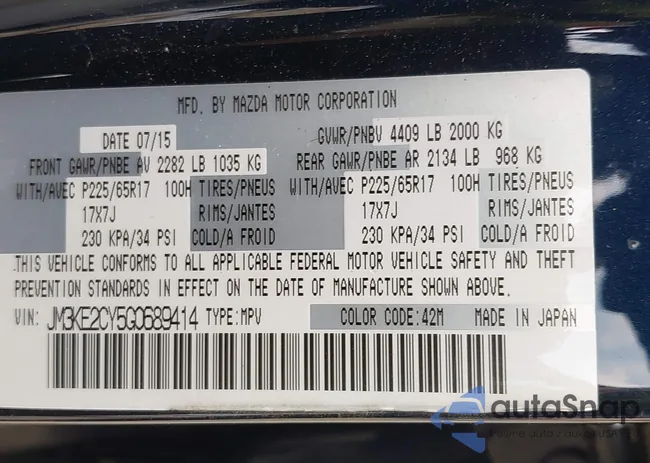 MFD. BY MAZDA MOTOR CORPORATION
DATE 07/15 GVWR/PNBV 4409 LB 2000 KG
FRONT GAWR/PNBE AV 2282 LB 1035 KG REAR GAWR/PNBE AR 2134 LB 968 KG
WITH/AVEC P225/65R17 100H TIRES/PNEUS WITH/AVEC P225/65R17 100H TIRES/PNEUS
17X7J RIMS/JANTES 17X7J RIMS/JANTES
230 KPA/34 PSI COLD/A FROID 230 KPA/34 PSI COLD/A FROID
THIS VEHICLE CONFORMS TO ALL APPLICABLE FEDERAL MOTOR VEHICLE SAFETY AND THEFT
PREVENTION STANDARDS IN EFFECT ON THE DATE OF MANUFACTURE SHOWN ABOVE.
VIN: JM3KE2CY5G0689414 TYPE:MPV COLOR CODE:42M MADE IN JAPAN
autoSnap